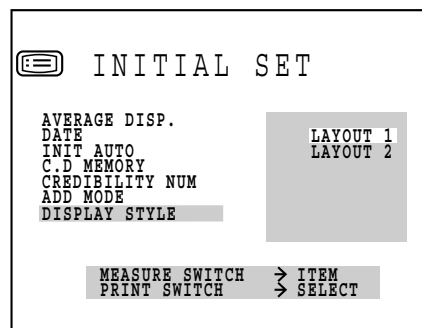 INITIAL SET
AVERAGE DISP.
DATE
INIT AUTO
C.D MEMORY
CREDIBILITY NUM
ADD MODE
DISPLAY STYLE
LAYOUT 1
LAYOUT 2
MEASURE SWITCH → ITEM
PRINT SWITCH → SELECT